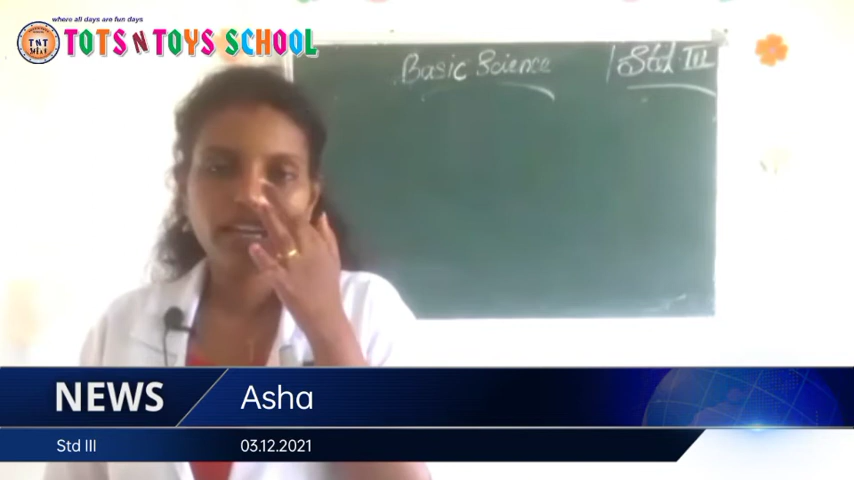 where all days are fun days
TNT
TOTS N TOYS SCHOOL
Basic Science
Std III
NEWS
Asha
Std III
03.12.2021